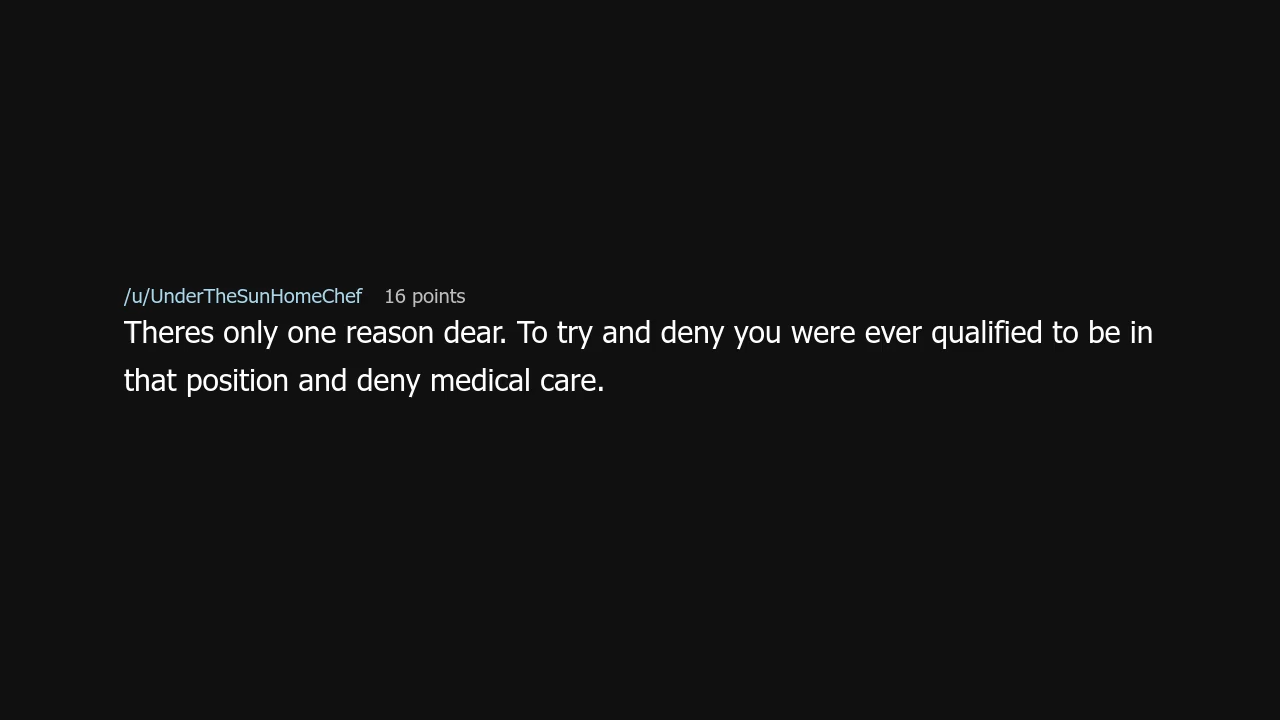 /u/UnderTheSunHomeChef 16 points
Theres only one reason dear. To try and deny you were ever qualified to be in
that position and deny medical care.